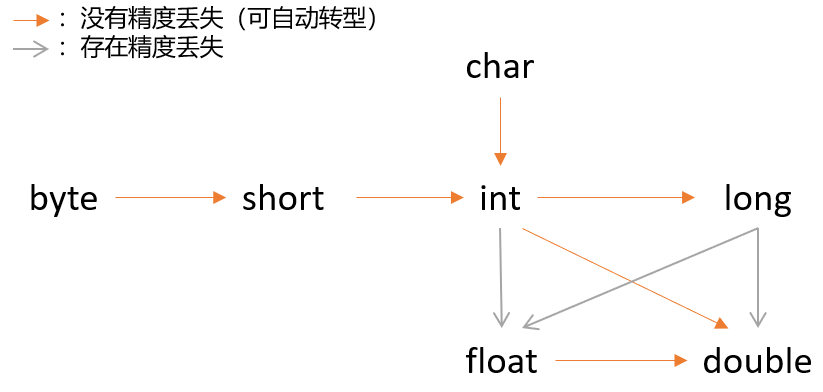 ：没有精度丢失（可自动转型）
：存在精度丢失
char
byte short int long
float double